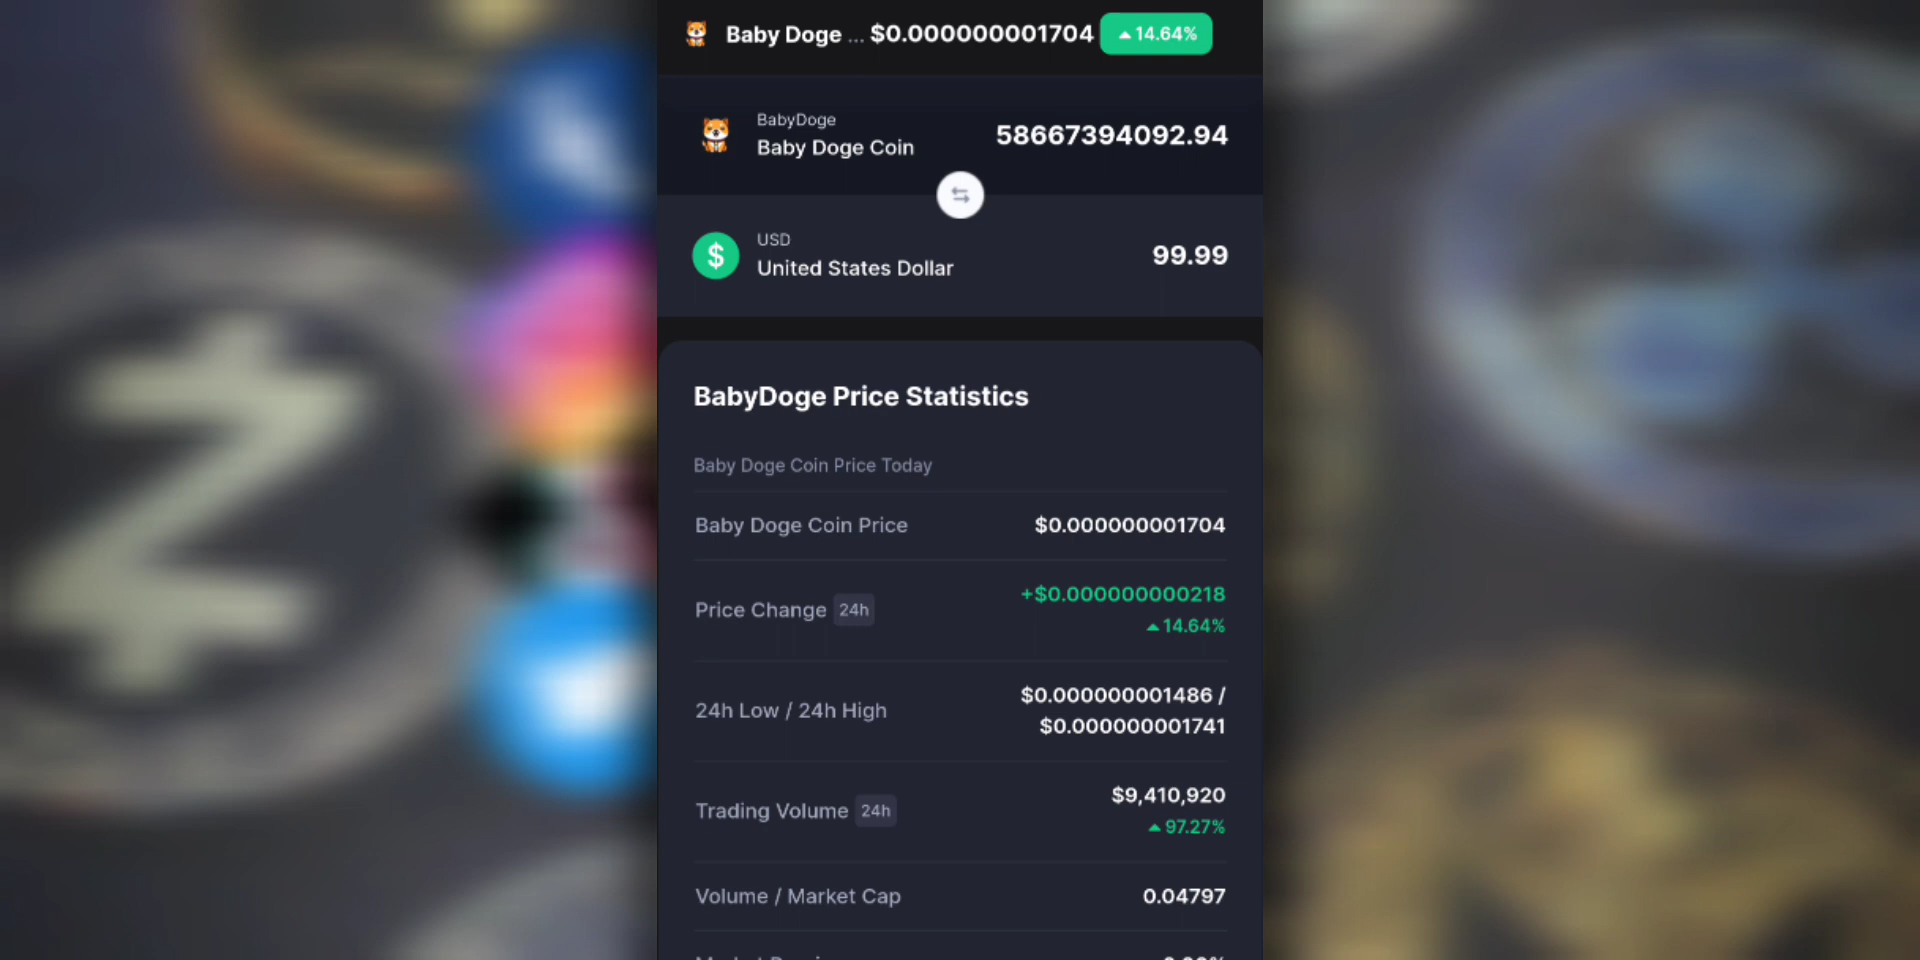 Baby Doge ... $0.000000001704 14.64%
BabyDoge
Baby Doge Coin
58667394092.94
USD
United States Dollar
99.99
BabyDoge Price Statistics
Baby Doge Coin Price Today
Baby Doge Coin Price $0.000000001704
Price Change 24h
+$0.000000000218
14.64%
24h Low / 24h High
$0.000000001486 /
$0.000000001741
Trading Volume 24h
$9,410,920
97.27%
Volume / Market Cap 0.04797